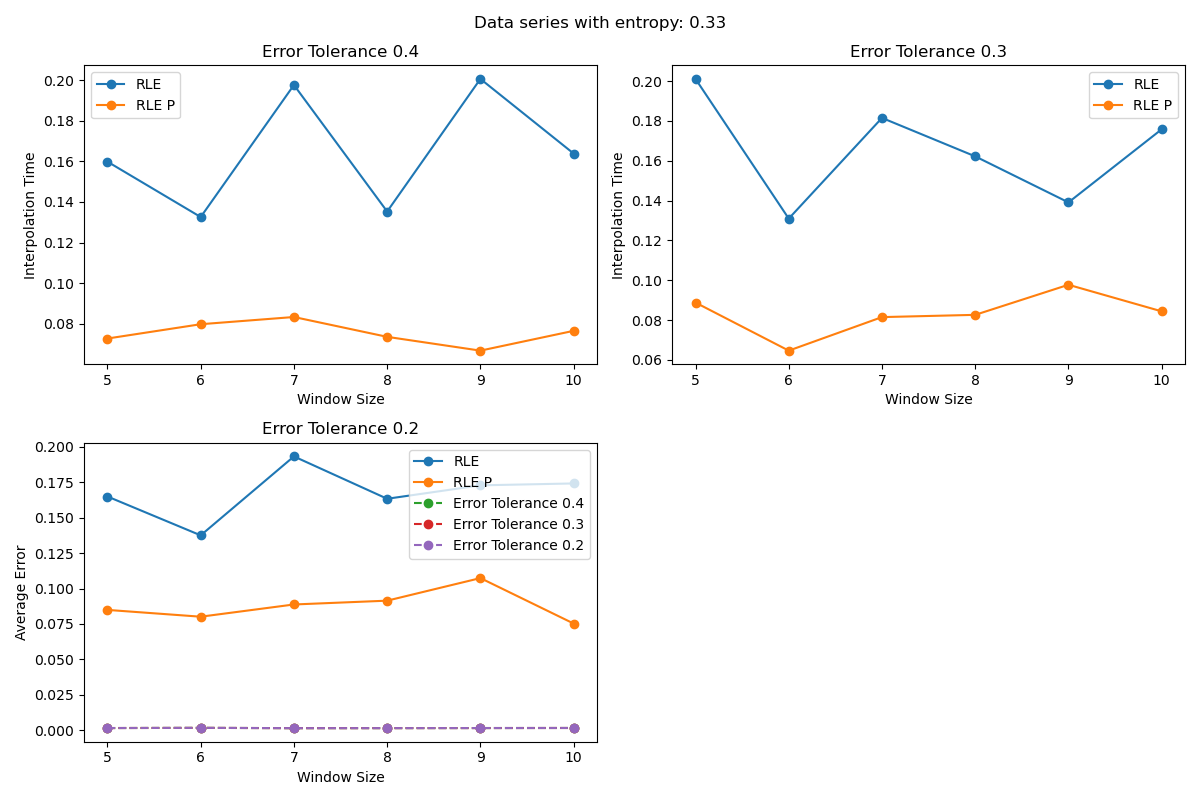 Data series with entropy: 0.33
Error Tolerance 0.4
0.20
0.18
0.16
0.14
0.12
0.10
0.08
Interpolation Time
RLE
RLE P
5 6 7 8 9 10
Window Size
Error Tolerance 0.3
0.20
0.18
0.16
0.14
0.12
0.10
0.08
0.06
Interpolation Time
RLE
RLE P
5 6 7 8 9 10
Window Size
Error Tolerance 0.2
0.200
0.175
0.150
0.125
0.100
0.075
0.050
0.025
0.000
Average Error
RLE
RLE P
Error Tolerance 0.4
Error Tolerance 0.3
Error Tolerance 0.2
5 6 7 8 9 10
Window Size